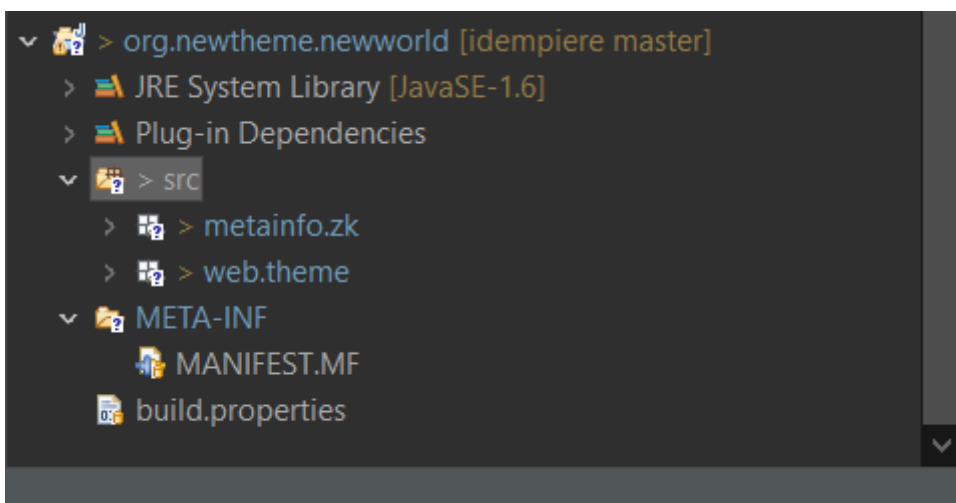 > org.newtheme.newworld [idempiere master]
JRE System Library [JavaSE-1.6]
Plug-in Dependencies
> src
> metainfo.zk
> web.theme
META-INF
MANIFEST.MF
build.properties